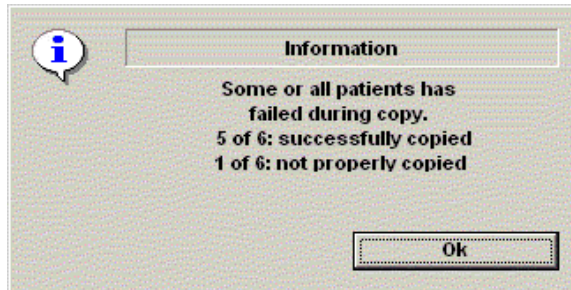 Information
Some or all patients has
failed during copy.
5 of 6: successfully copied
1 of 6: not properly copied
Ok